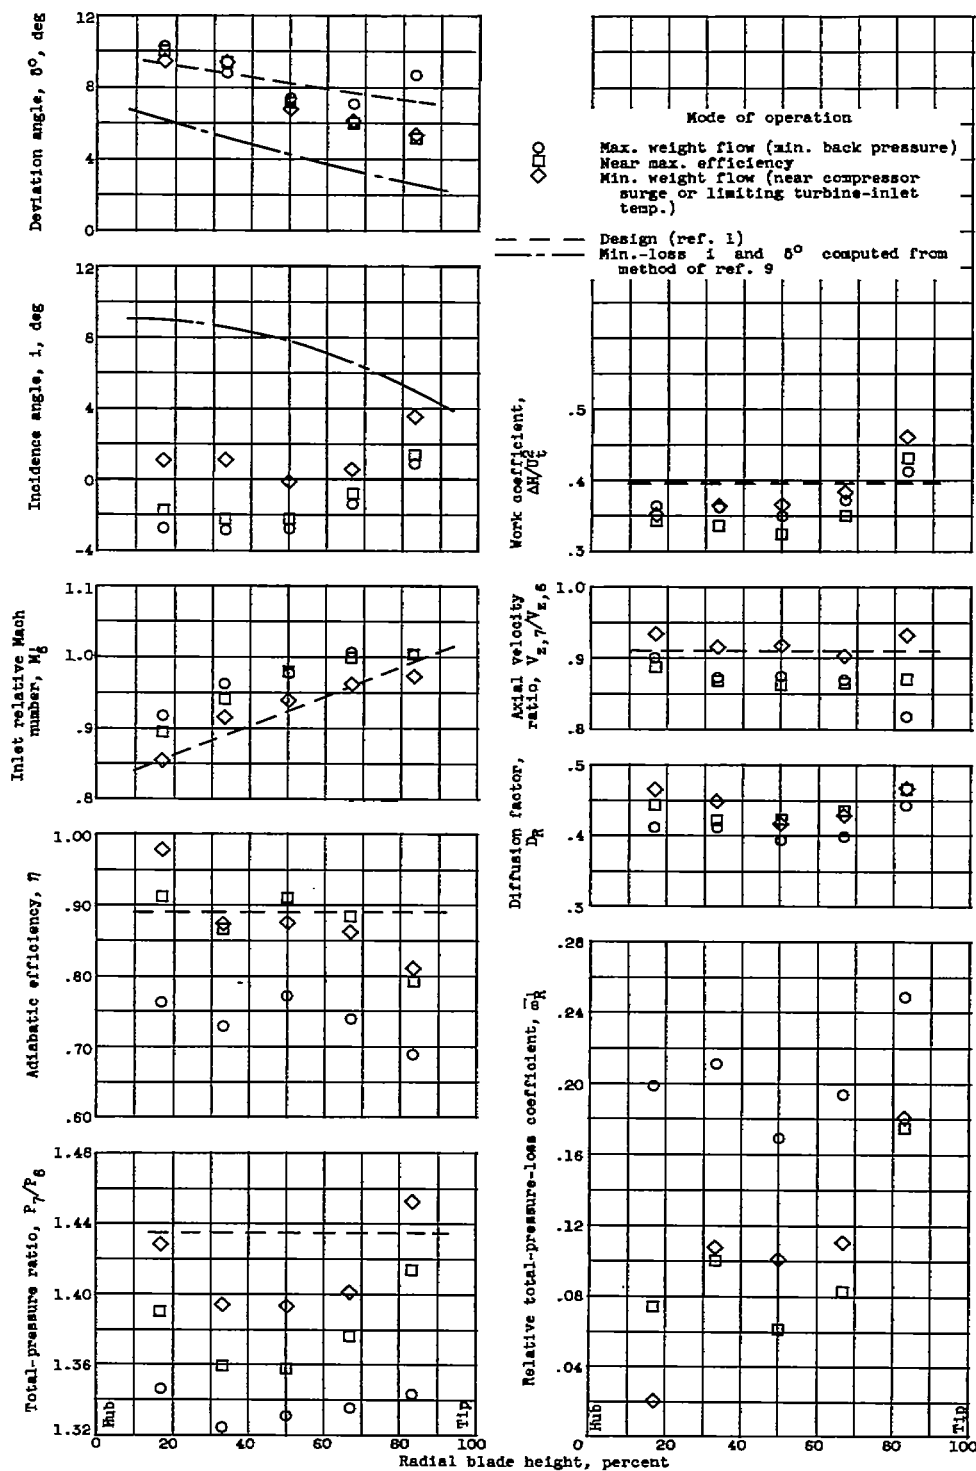 Deviation angle, δ°, deg
12
8
4
0
Mode of operation
Max. weight flow (min. back pressure)
Near max. efficiency
Min. weight flow (near compressor
surge or limiting turbine-inlet
temp.)
Design (ref. 1)
Min.-loss i and δ° computed from
method of ref. 9
Incidence angle, i, deg
12
8
4
0
-4
Work coefficient,
ΔH/U²t
.5
.4
.3
Inlet relative Mach
number, M'6
1.1
1.0
.9
.8
Axial velocity
ratio, Vz,7/Vz,6
1.0
.9
.8
Diffusion factor,
DR
.5
.4
.3
Adiabatic efficiency, η
1.00
.90
.80
.70
.60
Relative total-pressure-loss coefficient,
.28
.24
.20
.16
.12
.08
.04
0
Total-pressure ratio, P7/P6
1.48
1.44
1.40
1.36
1.32
Hub
Tip
Hub
Tip
0 20 40 60 80 100
0 20 40 60 80 100
Radial blade height, percent